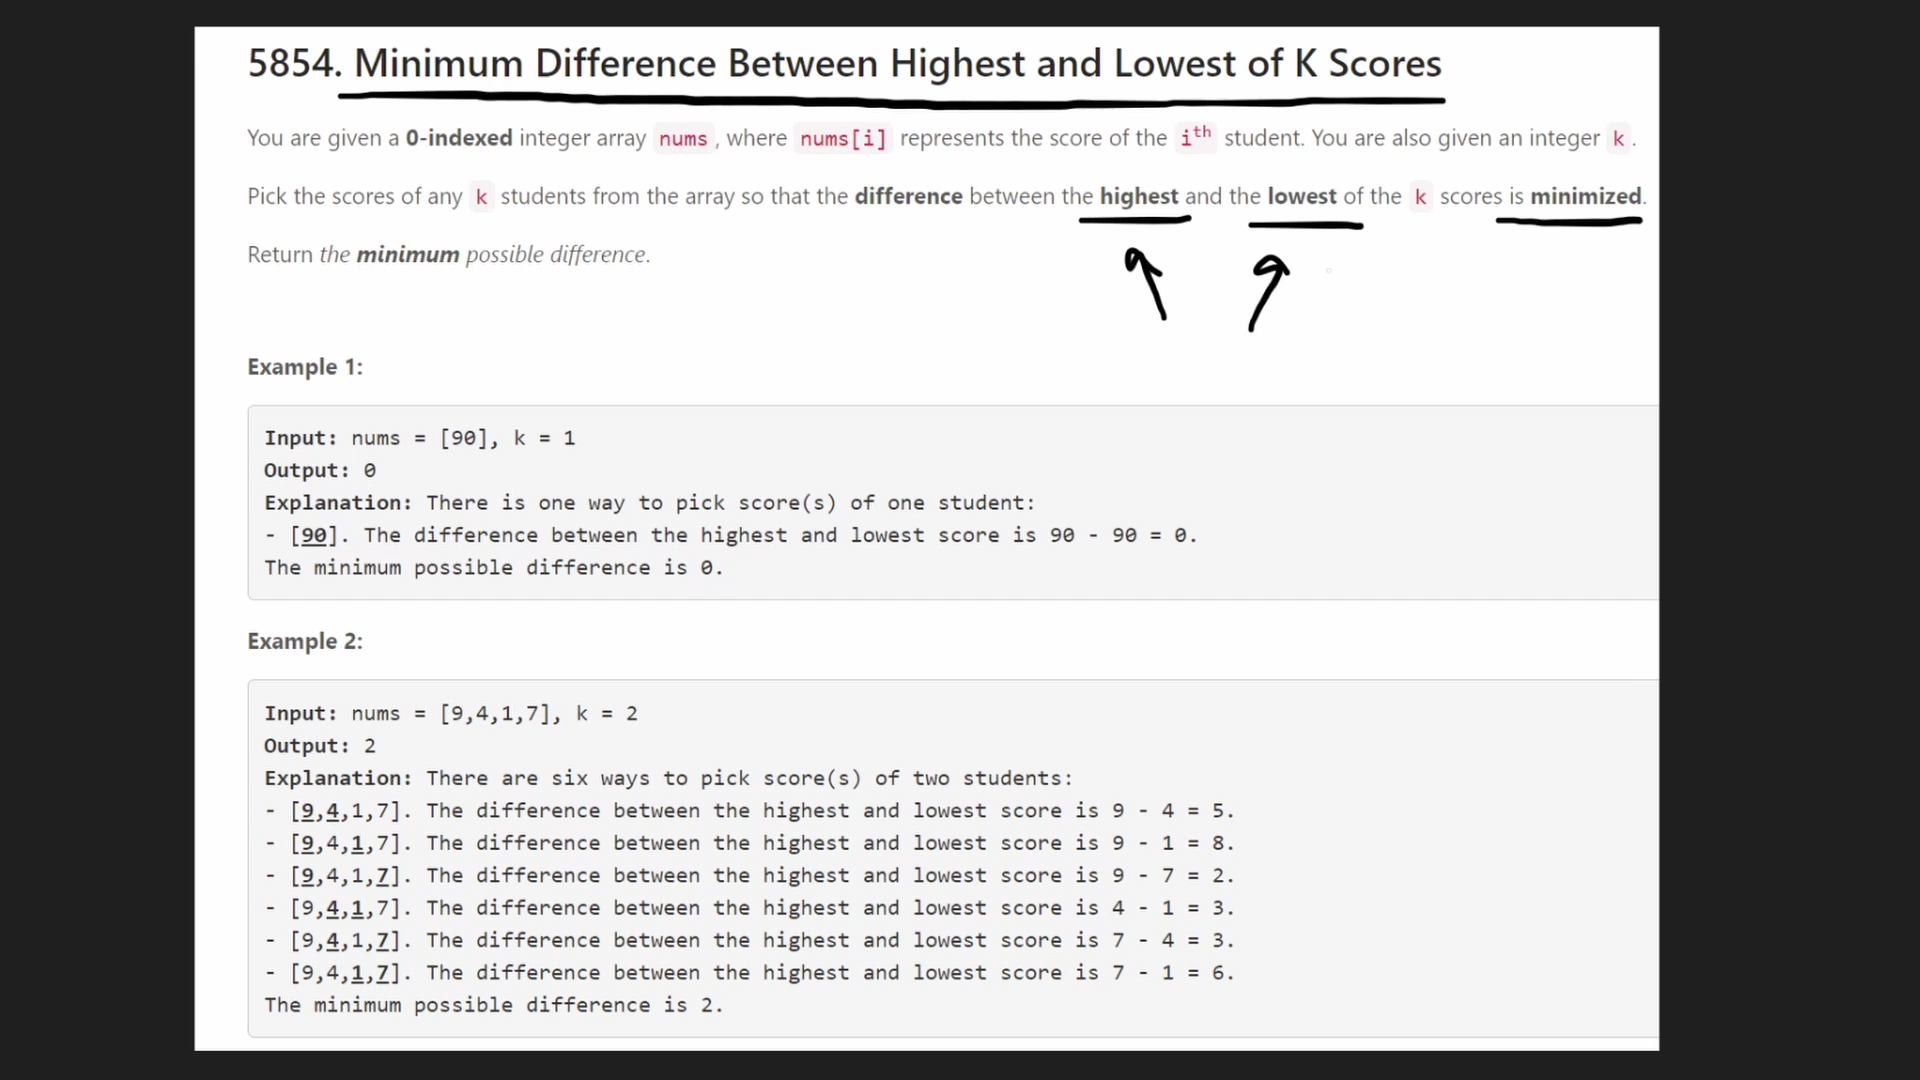 5854. Minimum Difference Between Highest and Lowest of K Scores
You are given a 0-indexed integer array nums , where nums[i] represents the score of the ith student. You are also given an integer k .
Pick the scores of any k students from the array so that the difference between the highest and the lowest of the k scores is minimized.
Return the minimum possible difference.
Example 1:
Input: nums = [90], k = 1
Output: 0
Explanation: There is one way to pick score(s) of one student:
- [90]. The difference between the highest and lowest score is 90 - 90 = 0.
The minimum possible difference is 0.
Example 2:
Input: nums = [9,4,1,7], k = 2
Output: 2
Explanation: There are six ways to pick score(s) of two students:
- [9,4,1,7]. The difference between the highest and lowest score is 9 - 4 = 5.
- [9,4,1,7]. The difference between the highest and lowest score is 9 - 1 = 8.
- [9,4,1,7]. The difference between the highest and lowest score is 9 - 7 = 2.
- [9,4,1,7]. The difference between the highest and lowest score is 4 - 1 = 3.
- [9,4,1,7]. The difference between the highest and lowest score is 7 - 4 = 3.
- [9,4,1,7]. The difference between the highest and lowest score is 7 - 1 = 6.
The minimum possible difference is 2.